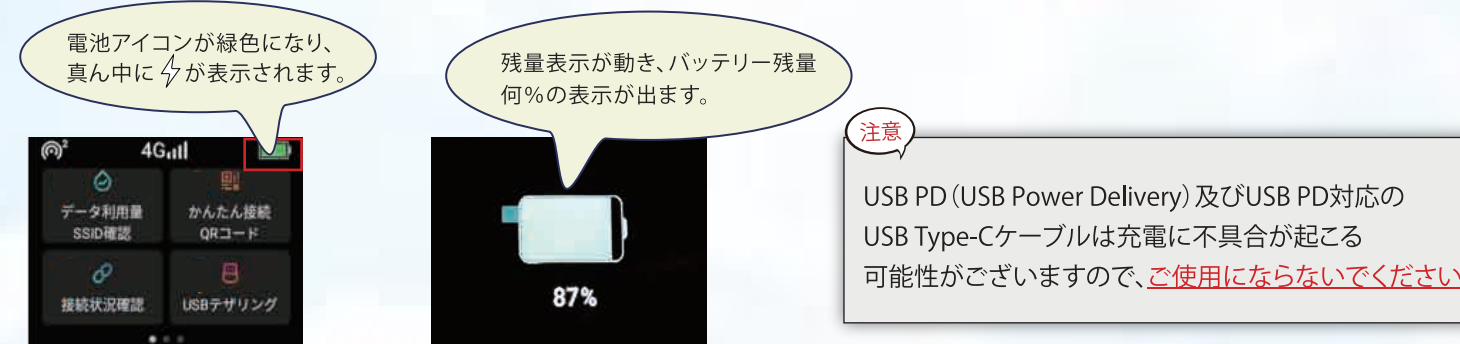 電池アイコンが緑色になり、
真ん中に⚡が表示されます。
2
4G
データ利用量
SSID確認
かんたん接続
QRコード
接続状況確認
USBテザリング
残量表示が動き、バッテリー残量
何%の表示が出ます。
87%
注意
USB PD（USB Power Delivery）及びUSB PD対応の
USB Type-Cケーブルは充電に不具合が起こる
可能性がございますので、ご使用にならないでください